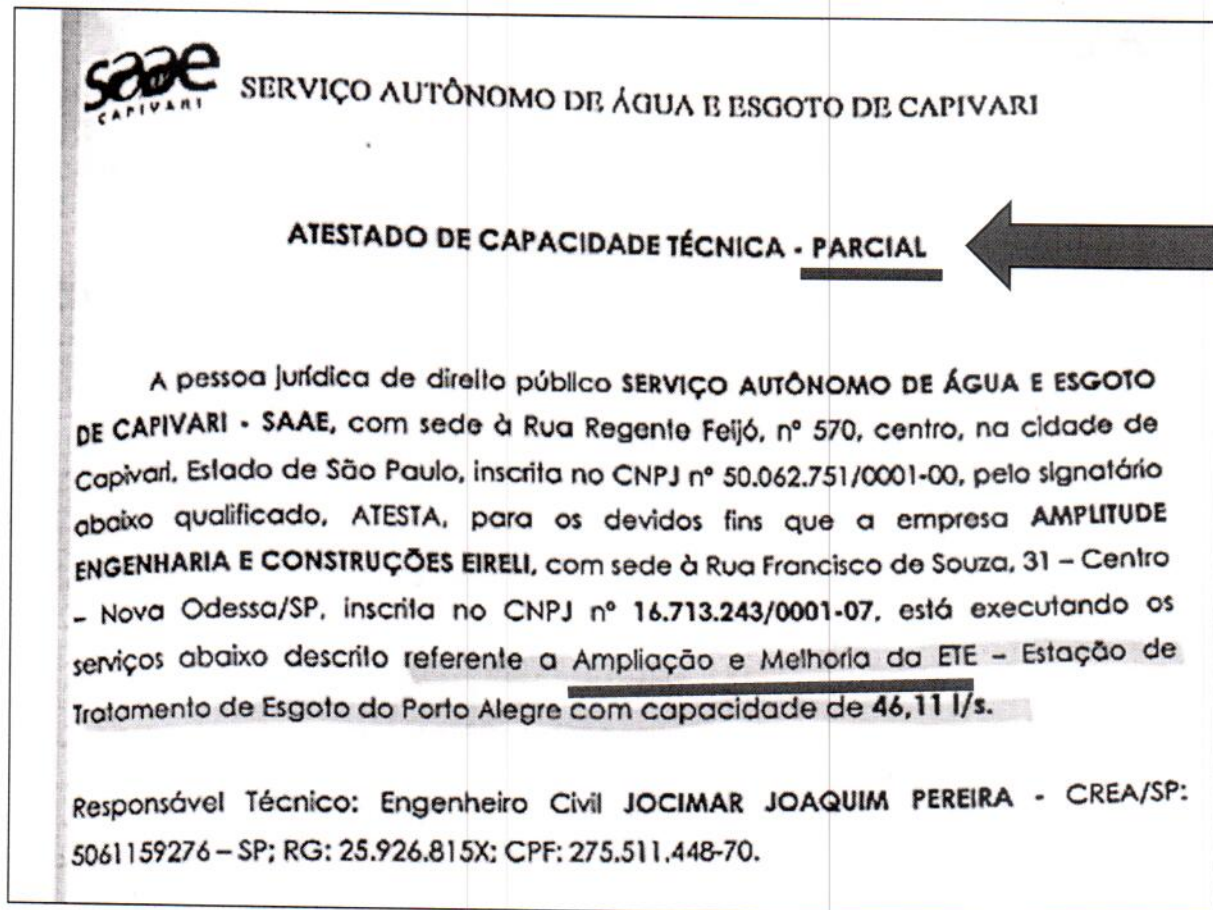 saae
CAPIVARI
SERVIÇO AUTÔNOMO DE ÁGUA E ESGOTO DE CAPIVARI
ATESTADO DE CAPACIDADE TÉCNICA - PARCIAL
A pessoa jurídica de direito público SERVIÇO AUTÔNOMO DE ÁGUA E ESGOTO
DE CAPIVARI - SAAE, com sede à Rua Regente Feijó, nº 570, centro, na cidade de
Capivari, Estado de São Paulo, inscrita no CNPJ nº 50.062.751/0001-00, pelo signatário
abaixo qualificado, ATESTA, para os devidos fins que a empresa AMPLITUDE
ENGENHARIA E CONSTRUÇÕES EIRELI, com sede à Rua Francisco de Souza, 31 – Centro
– Nova Odessa/SP, inscrita no CNPJ nº 16.713.243/0001-07, está executando os
serviços abaixo descrito referente a Ampliação e Melhoria da ETE – Estação de
Tratamento de Esgoto do Porto Alegre com capacidade de 46,11 l/s.
Responsável Técnico: Engenheiro Civil JOCIMAR JOAQUIM PEREIRA - CREA/SP:
5061159276 – SP; RG: 25.926.815X; CPF: 275.511.448-70.